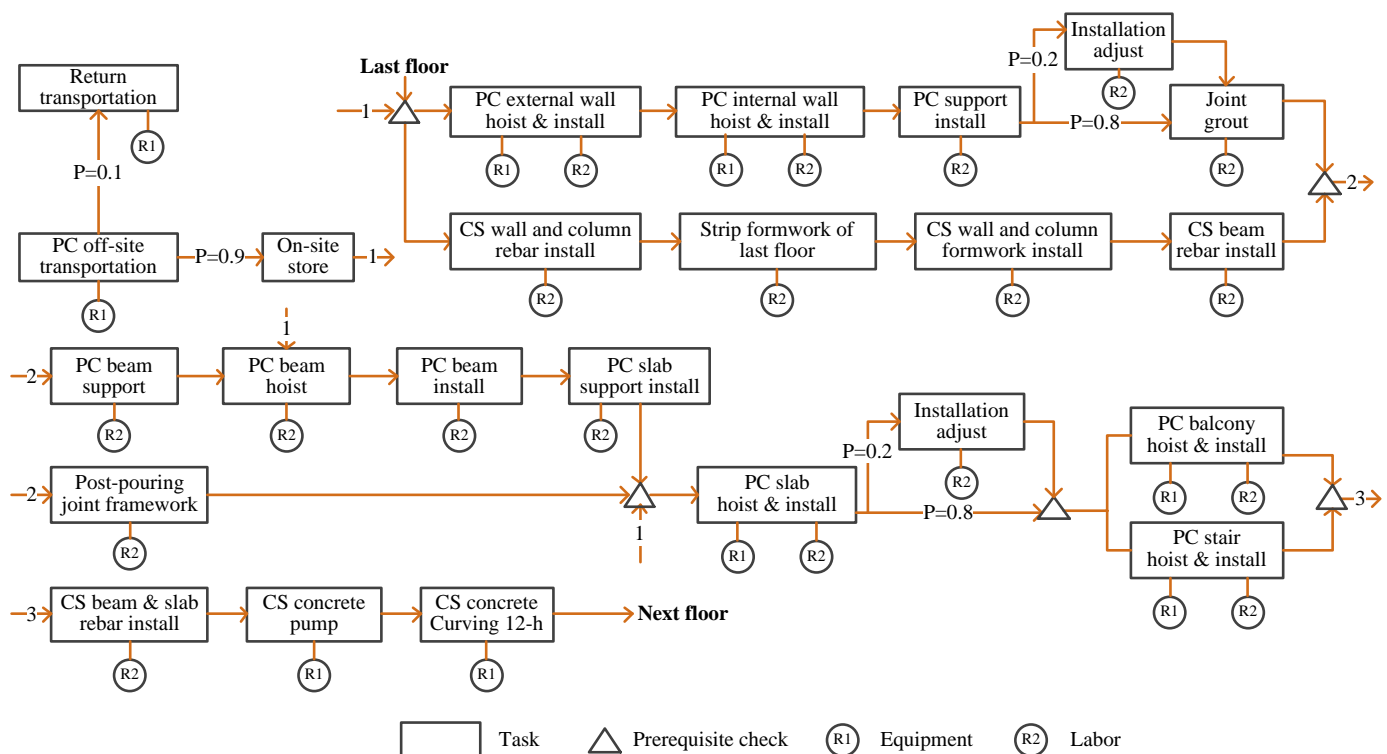 Return
transportation
R1
P=0.1
PC off-site
transportation
R1
P=0.9
On-site
store
1
Last floor
1
PC external wall
hoist & install
R1
R2
PC internal wall
hoist & install
R1
R2
PC support
install
R2
P=0.2
Installation
adjust
R2
P=0.8
Joint
grout
R2
2
CS wall and column
rebar install
R2
Strip formwork of
last floor
R2
CS wall and column
formwork install
R2
CS beam
rebar install
R2
2
PC beam
support
R2
1
PC beam
hoist
R2
PC beam
install
R2
PC slab
support install
R2
2
Post-pouring
joint framework
R2
1
PC slab
hoist & install
R1
R2
P=0.2
Installation
adjust
R2
P=0.8
PC balcony
hoist & install
R1
R2
PC stair
hoist & install
R1
R2
3
3
CS beam & slab
rebar install
R2
CS concrete
pump
R1
CS concrete
Curving 12-h
R1
Next floor
Task
Prerequisite check
R1
Equipment
R2
Labor